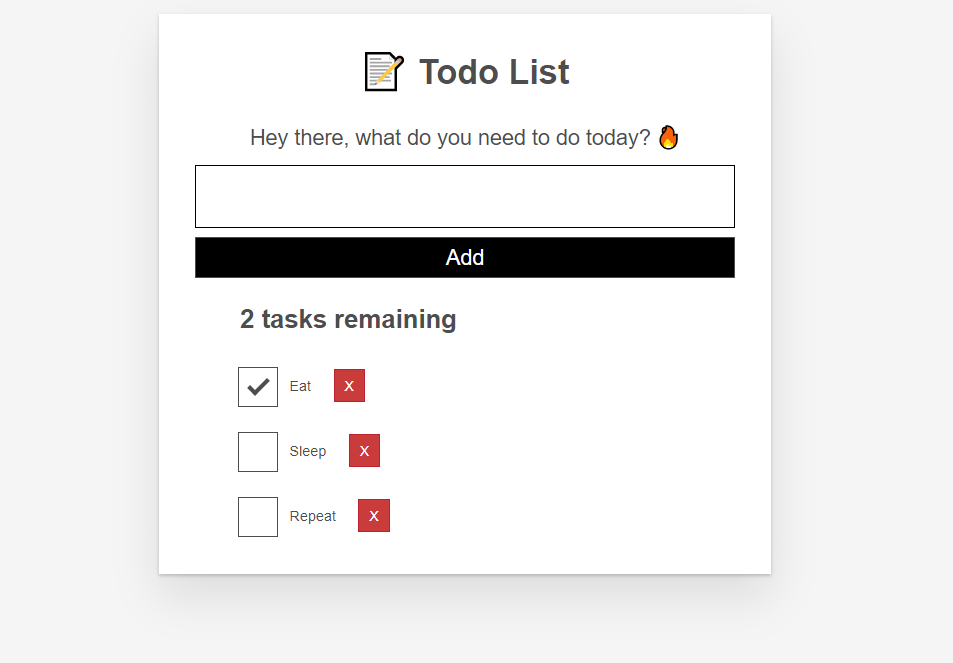 📝 Todo List
Hey there, what do you need to do today? 🔥
Add
2 tasks remaining
Eat X
Sleep X
Repeat X